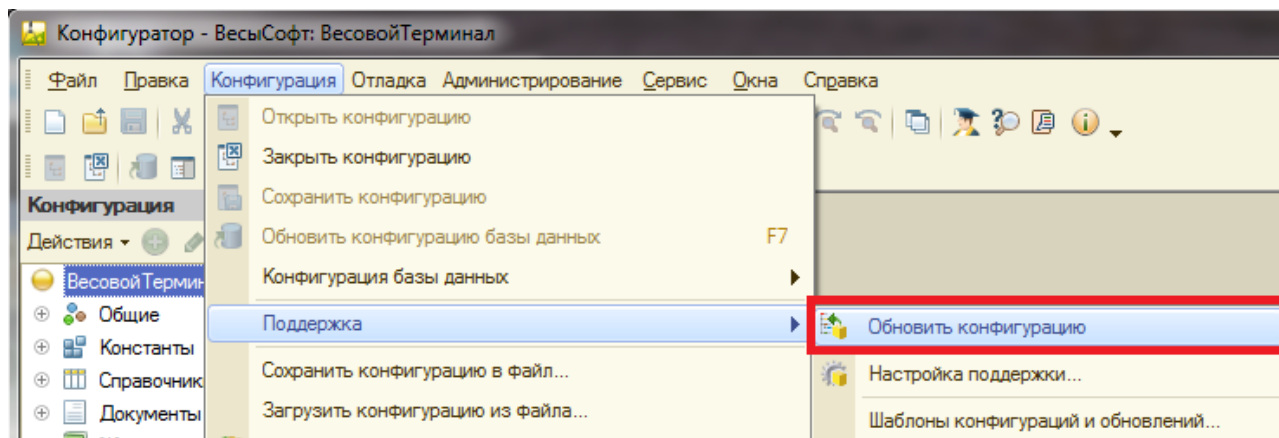 Конфигуратор - ВесыСофт: ВесовойТерминал
Файл Правка Конфигурация Отладка Администрирование Сервис Окна Справка
Открыть конфигурацию
Закрыть конфигурацию
Сохранить конфигурацию
Обновить конфигурацию базы данных F7
Конфигурация базы данных
Поддержка
Сохранить конфигурацию в файл...
Загрузить конфигурацию из файла...
Обновить конфигурацию
Настройка поддержки...
Шаблоны конфигураций и обновлений...
Конфигурация
Действия
ВесовойТермин
Общие
Константы
Справочник
Документы